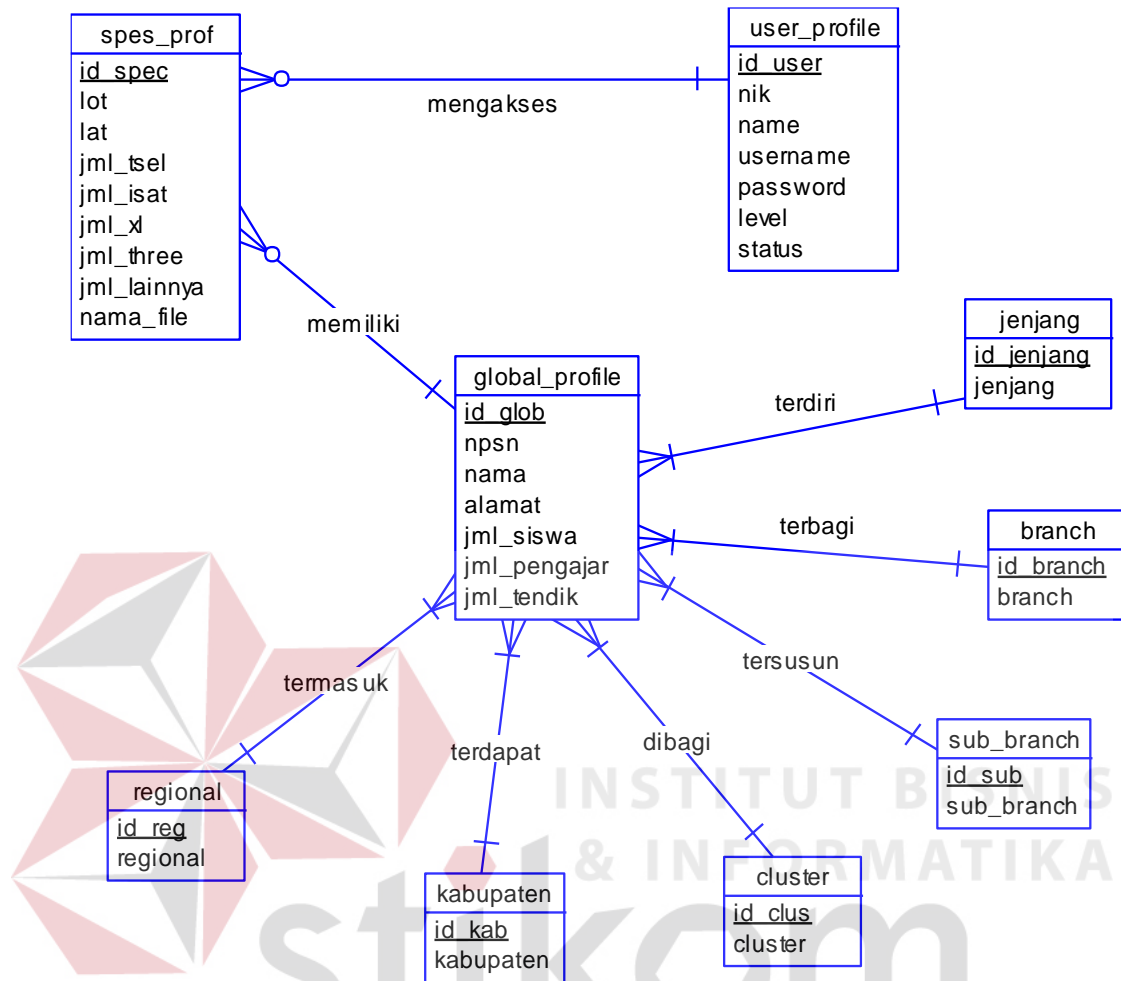 spes_prof
id_spec
lot
lat
jml_tsel
jml_isat
jml_xl
jml_three
jml_lainnya
nama_file
mengakses
user_profile
id_user
nik
name
username
password
level
status
memiliki
global_profile
id_glob
npsn
nama
alamat
jml_siswa
jml_pengajar
jml_tendik
terdiri
jenjang
id_jenjang
jenjang
terbagi
branch
id_branch
branch
tersusun
sub_branch
id_sub
sub_branch
termasuk
regional
id_reg
regional
terdapat
kabupaten
id_kab
kabupaten
dibagi
cluster
id_clus
cluster
INSTITUT BISNIS
& INFORMATIKA
stikom